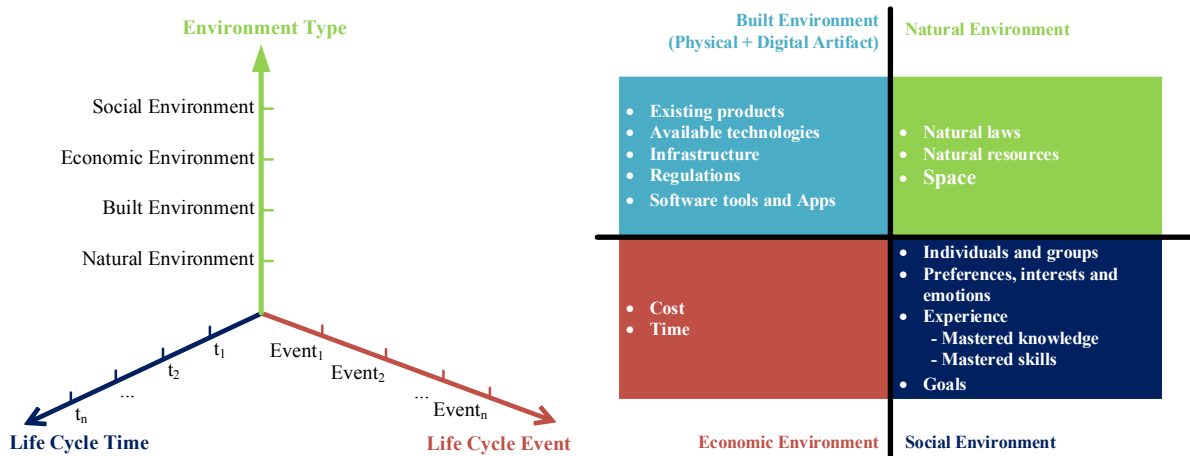 Environment Type
Social Environment
Economic Environment
Built Environment
Natural Environment
t₁
t₂
...
tₙ
Life Cycle Time
Event₁
Event₂
...
Eventₙ
Life Cycle Event
Built Environment
(Physical + Digital Artifact)
Natural Environment
• Existing products
• Available technologies
• Infrastructure
• Regulations
• Software tools and Apps
• Natural laws
• Natural resources
• Space
• Cost
• Time
• Individuals and groups
• Preferences, interests and
emotions
• Experience
- Mastered knowledge
- Mastered skills
• Goals
Economic Environment
Social Environment